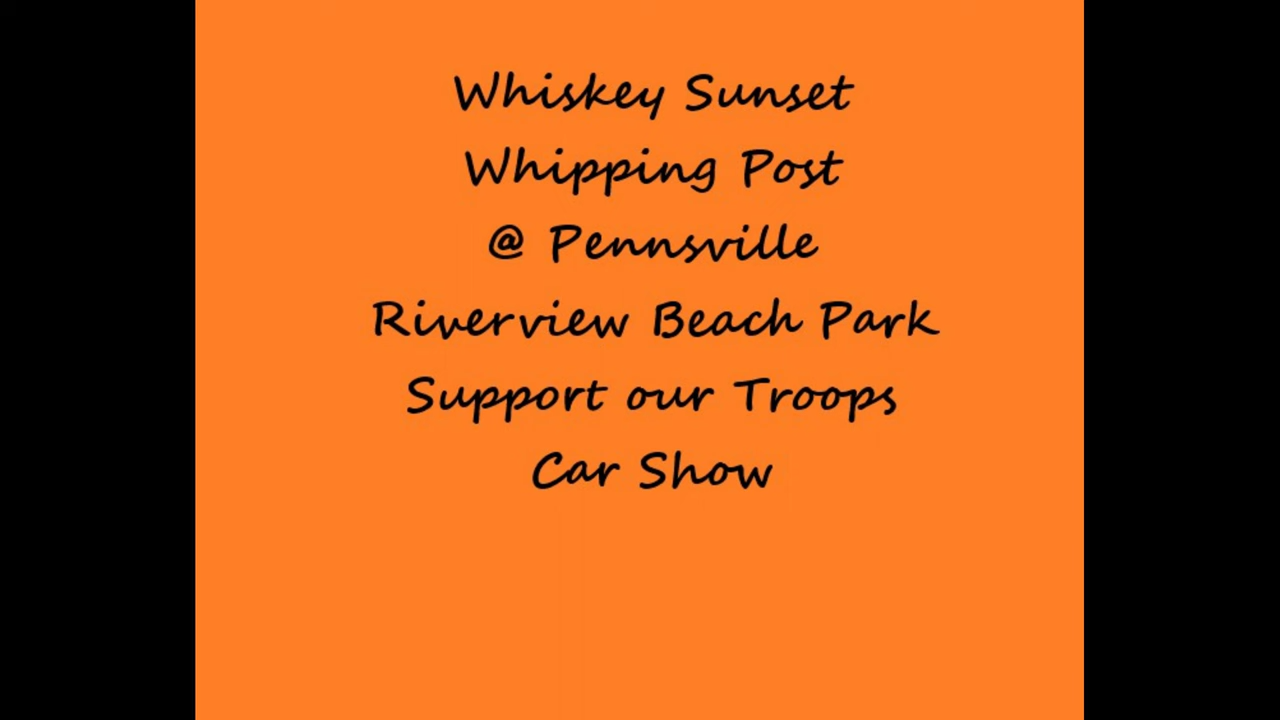 Whiskey Sunset
Whipping Post
@ Pennsville
Riverview Beach Park
Support our Troops
Car Show